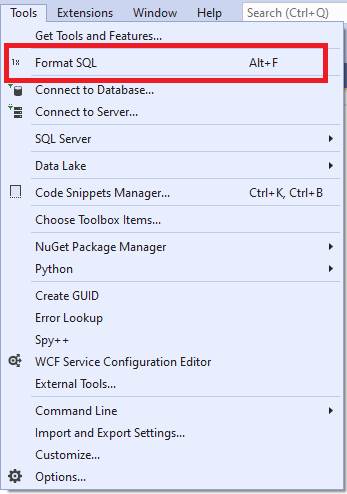 Tools Extensions Window Help Search (Ctrl+Q)
Get Tools and Features...
1x Format SQL Alt+F
Connect to Database...
Connect to Server...
SQL Server
Data Lake
Code Snippets Manager... Ctrl+K, Ctrl+B
Choose Toolbox Items...
NuGet Package Manager
Python
Create GUID
Error Lookup
Spy++
WCF Service Configuration Editor
External Tools...
Command Line
Import and Export Settings...
Customize...
Options...